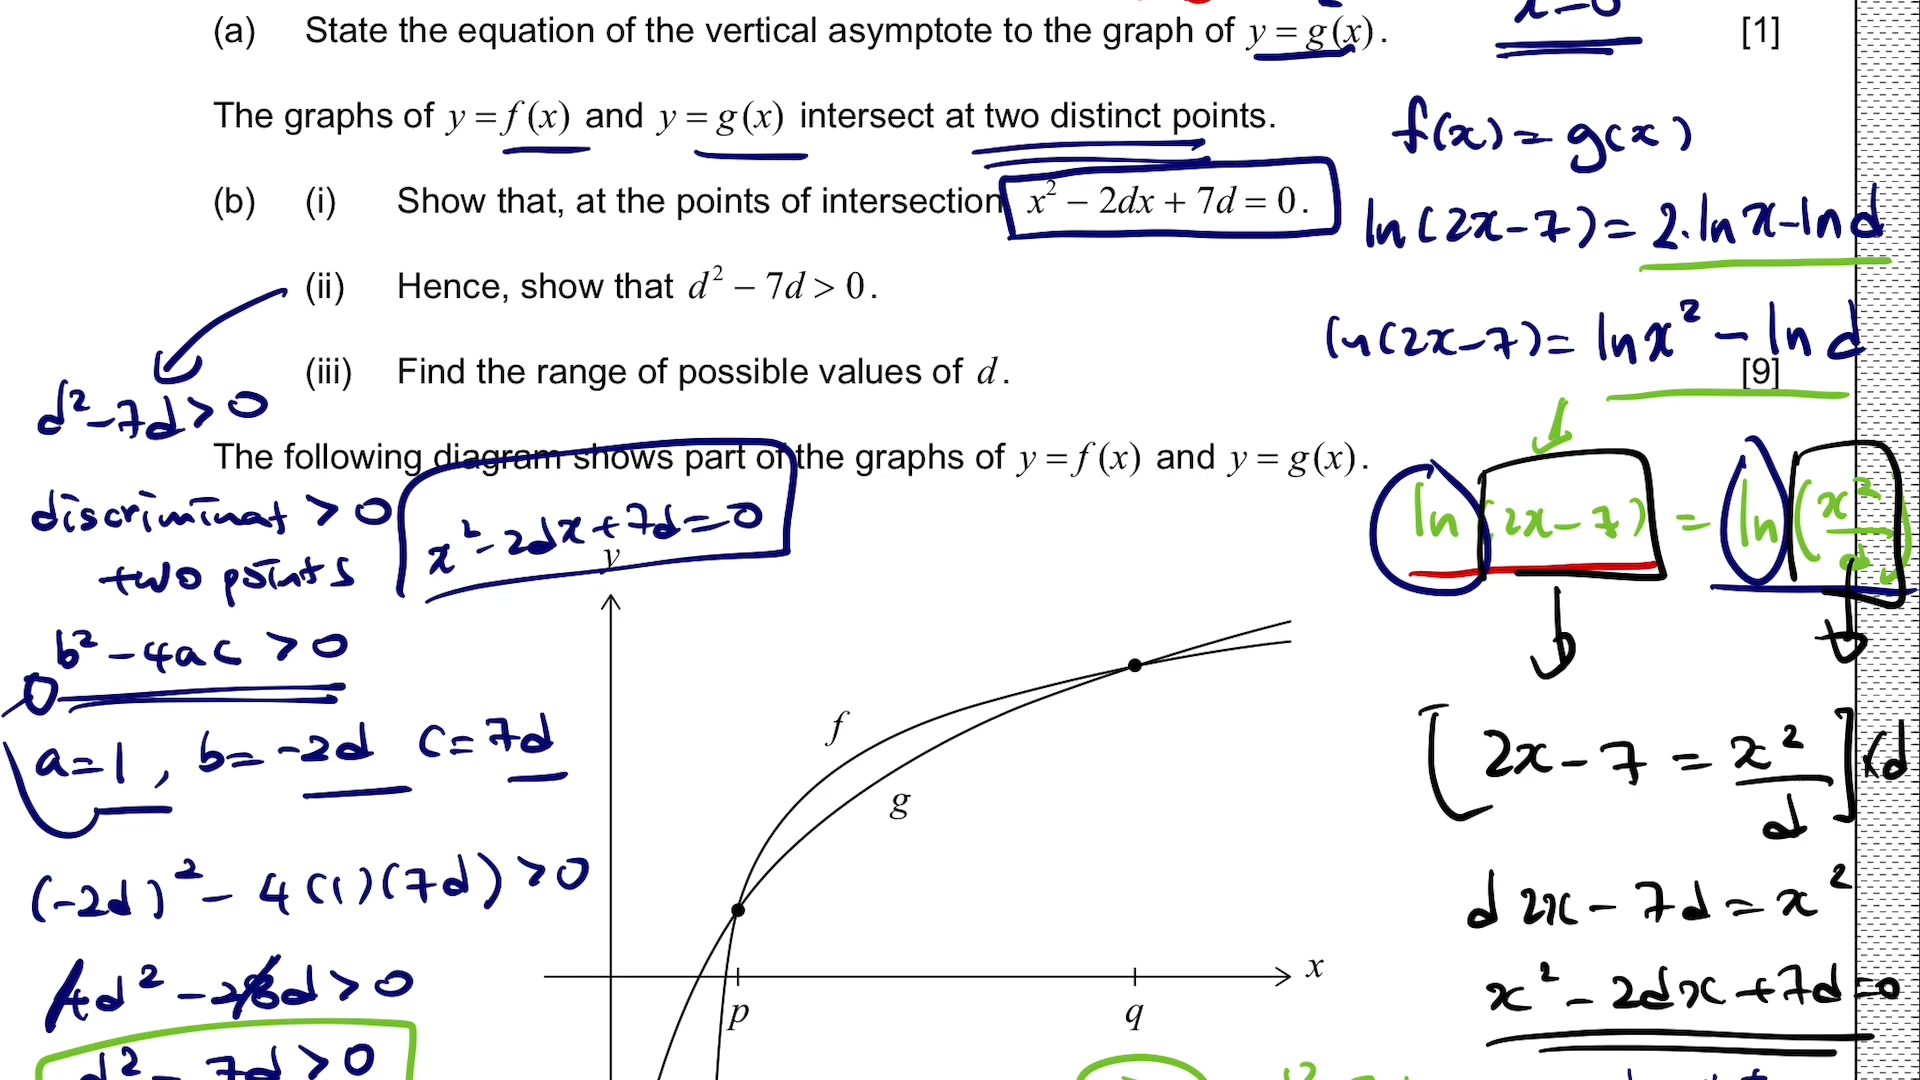 (a) State the equation of the vertical asymptote to the graph of y = g(x). [1]
The graphs of y = f(x) and y = g(x) intersect at two distinct points.
f(x) = g(x)
(b) (i) Show that, at the points of intersection x² – 2dx + 7d = 0.
ln(2x-7) = 2·lnx-lnd
(ii) Hence, show that d² – 7d > 0.
ln(2x-7) = lnx² - ln d
(iii) Find the range of possible values of d. [9]
d²-7d>0
The following diagram shows part of the graphs of y = f(x) and y = g(x).
discriminat > 0
x²-2dx+7d=0
ln(2x-7) = ln(x²/d)
two points
y
b²-4ac >0
a=1, b=-2d c=7d
f
[2x-7 = x²/d]xd
g
(-2d)² - 4(1)(7d) >0
d2x - 7d = x²
4d² - 28d > 0
x
x² - 2dx + 7d = 0
p
q
d² - 7d > 0